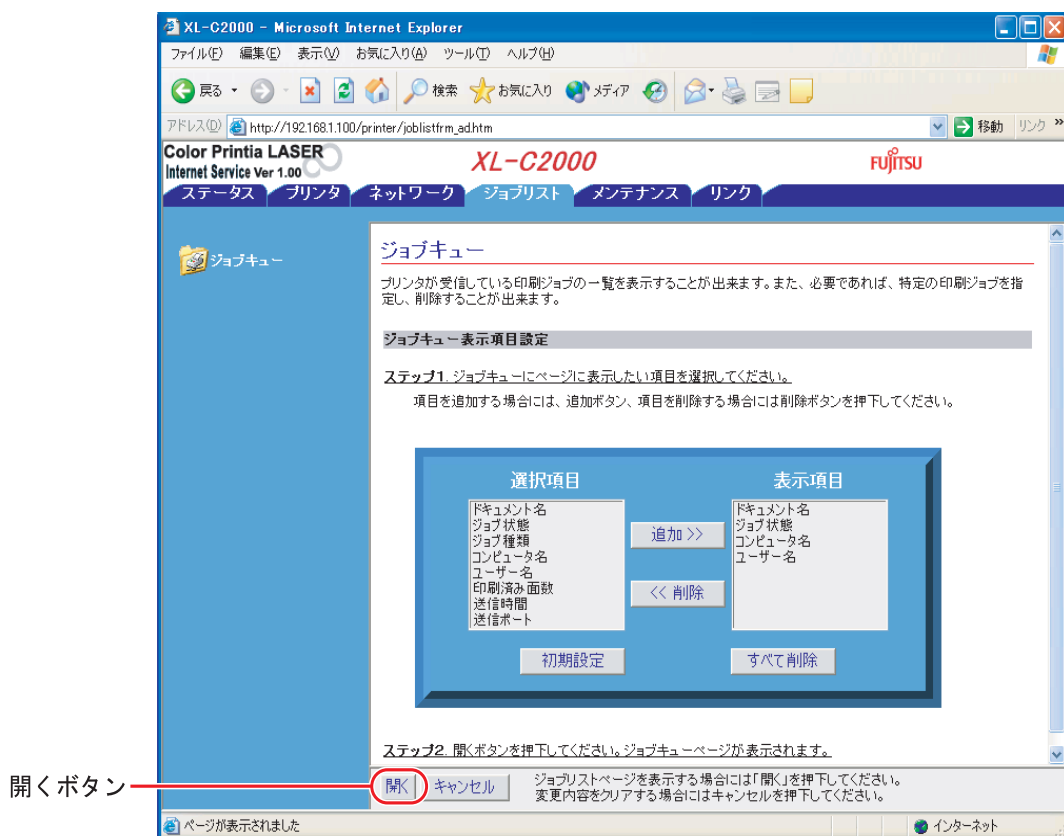 XL-C2000 - Microsoft Internet Explorer
ファイル(F) 編集(E) 表示(V) お気に入り(A) ツール(T) ヘルプ(H)
戻る 検索 お気に入り メディア
アドレス(D) http://192.168.1.100/printer/joblistfrm_ad.htm 移動 リンク »
Color Printia LASER
Internet Service Ver 1.00
XL-C2000
FUJITSU
ステータス プリンタ ネットワーク ジョブリスト メンテナンス リンク
ジョブキュー
ジョブキュー
プリンタが受信している印刷ジョブの一覧を表示することが出来ます。また、必要であれば、特定の印刷ジョブを指
定し、削除することが出来ます。
ジョブキュー表示項目設定
ステップ1. ジョブキューにページに表示したい項目を選択してください。
項目を追加する場合には、追加ボタン、項目を削除する場合には削除ボタンを押下してください。
選択項目 表示項目
ドキュメント名
ジョブ状態
ジョブ種類
コンピュータ名
ユーザー名
印刷済み面数
送信時間
送信ポート
追加 >>
<< 削除
ドキュメント名
ジョブ状態
コンピュータ名
ユーザー名
初期設定 すべて削除
ステップ2. 開くボタンを押下してください。ジョブキューページが表示されます。
開くボタン
開く キャンセル
ジョブリストページを表示する場合には「開く」を押下してください。
変更内容をクリアする場合にはキャンセルを押下してください。
ページが表示されました インターネット